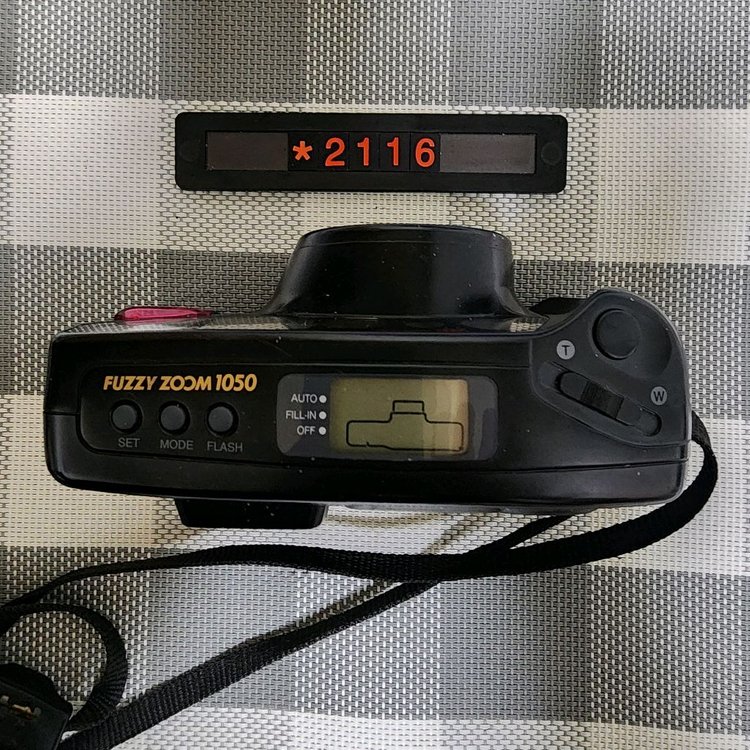 *2116
T
W
FUZZY ZOOM 1050
AUTO
FILL-IN
OFF
SET MODE FLASH